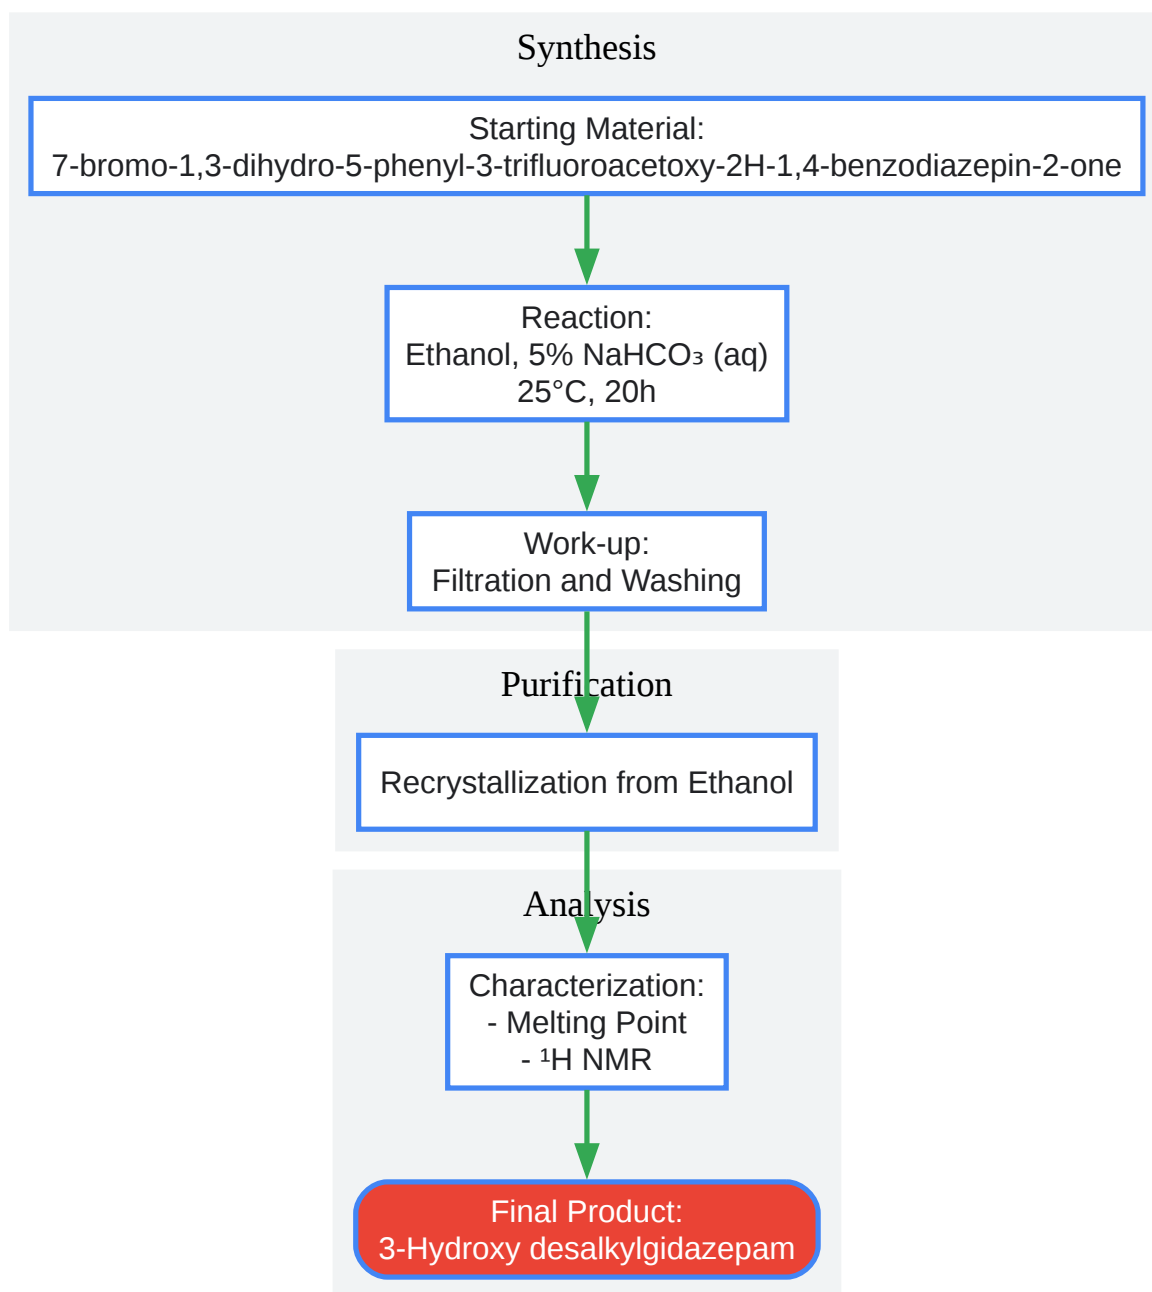 Synthesis
Starting Material:
7-bromo-1,3-dihydro-5-phenyl-3-trifluoroacetoxy-2H-1,4-benzodiazepin-2-one
Reaction:
Ethanol, 5% NaHCO₃ (aq)
25°C, 20h
Work-up:
Filtration and Washing
Purification
Recrystallization from Ethanol
Analysis
Characterization:
- Melting Point
- ¹H NMR
Final Product:
3-Hydroxy desalkylgidazepam